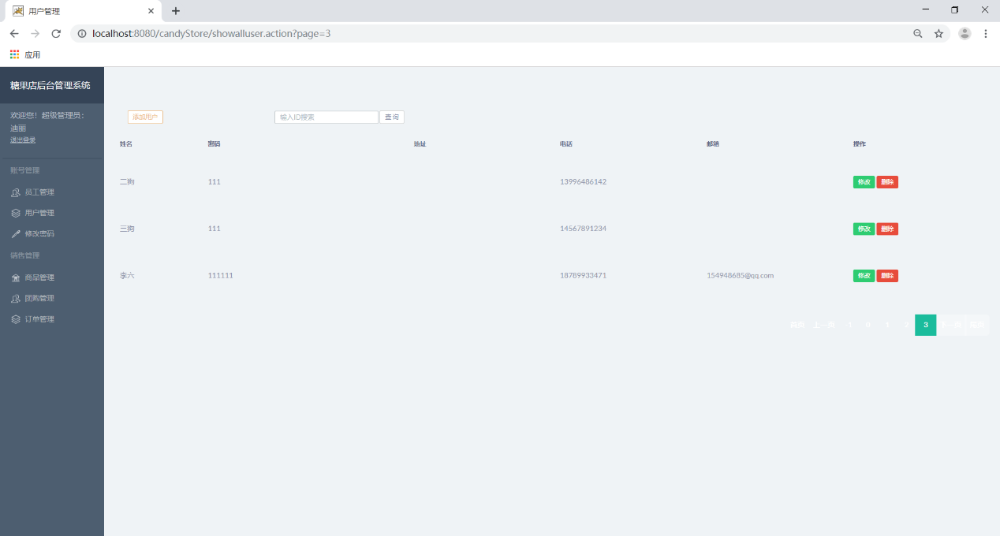 用户管理
localhost:8080/candyStore/showalluser.action?page=3
应用
糖果店后台管理系统
欢迎您！超级管理员：
迪丽
退出登录
账号管理
员工管理
用户管理
修改密码
销售管理
商品管理
团购管理
订单管理
添加用户
输入ID搜索
查询
姓名 密码 地址 电话 邮箱 操作
二狗 111 13996486142 修改 删除
三狗 111 14567891234 修改 删除
李六 111111 18789933471 154948685@qq.com 修改 删除
首页 上一页 0 1 2 3 下一页 尾页